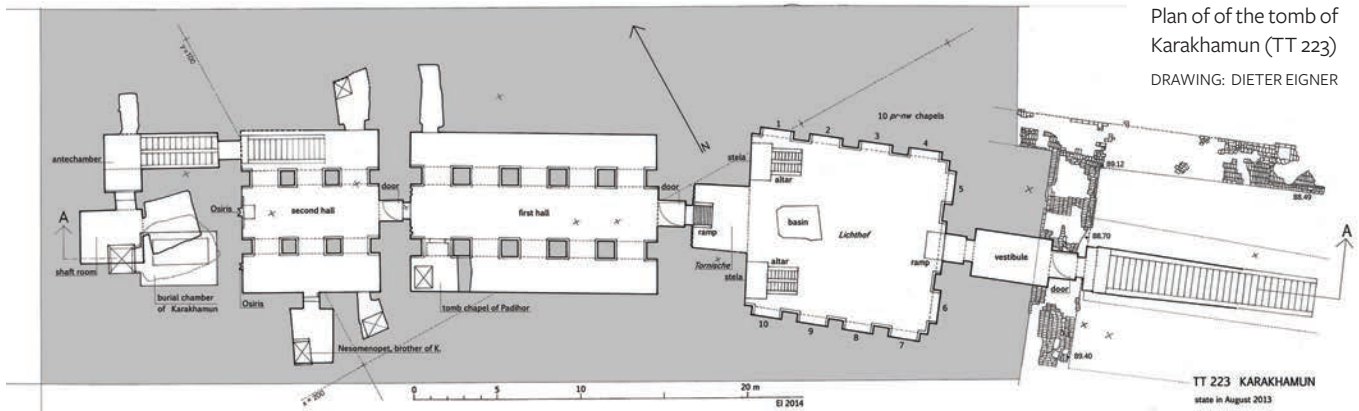 Plan of of the tomb of
Karakhamun (TT 223)
DRAWING: DIETER EIGNER
y=300
N
10 pr-nw chapels
1
2
3
4
5
6
7
8
9
10
antechamber
A
shaft room
burial chamber
of Karakhamun
Osiris
Osiris
second hall
door
first hall
door
ramp
Tornische
stela
stela
altar
altar
basin
Lichthof
ramp
vestibule
door
A
tomb chapel of Padihor
Nesamenopet, brother of K.
89.12
88.49
88.70
89.40
0 5 10 20 m
EI 2014
TT 223 KARAKHAMUN
state in August 2013